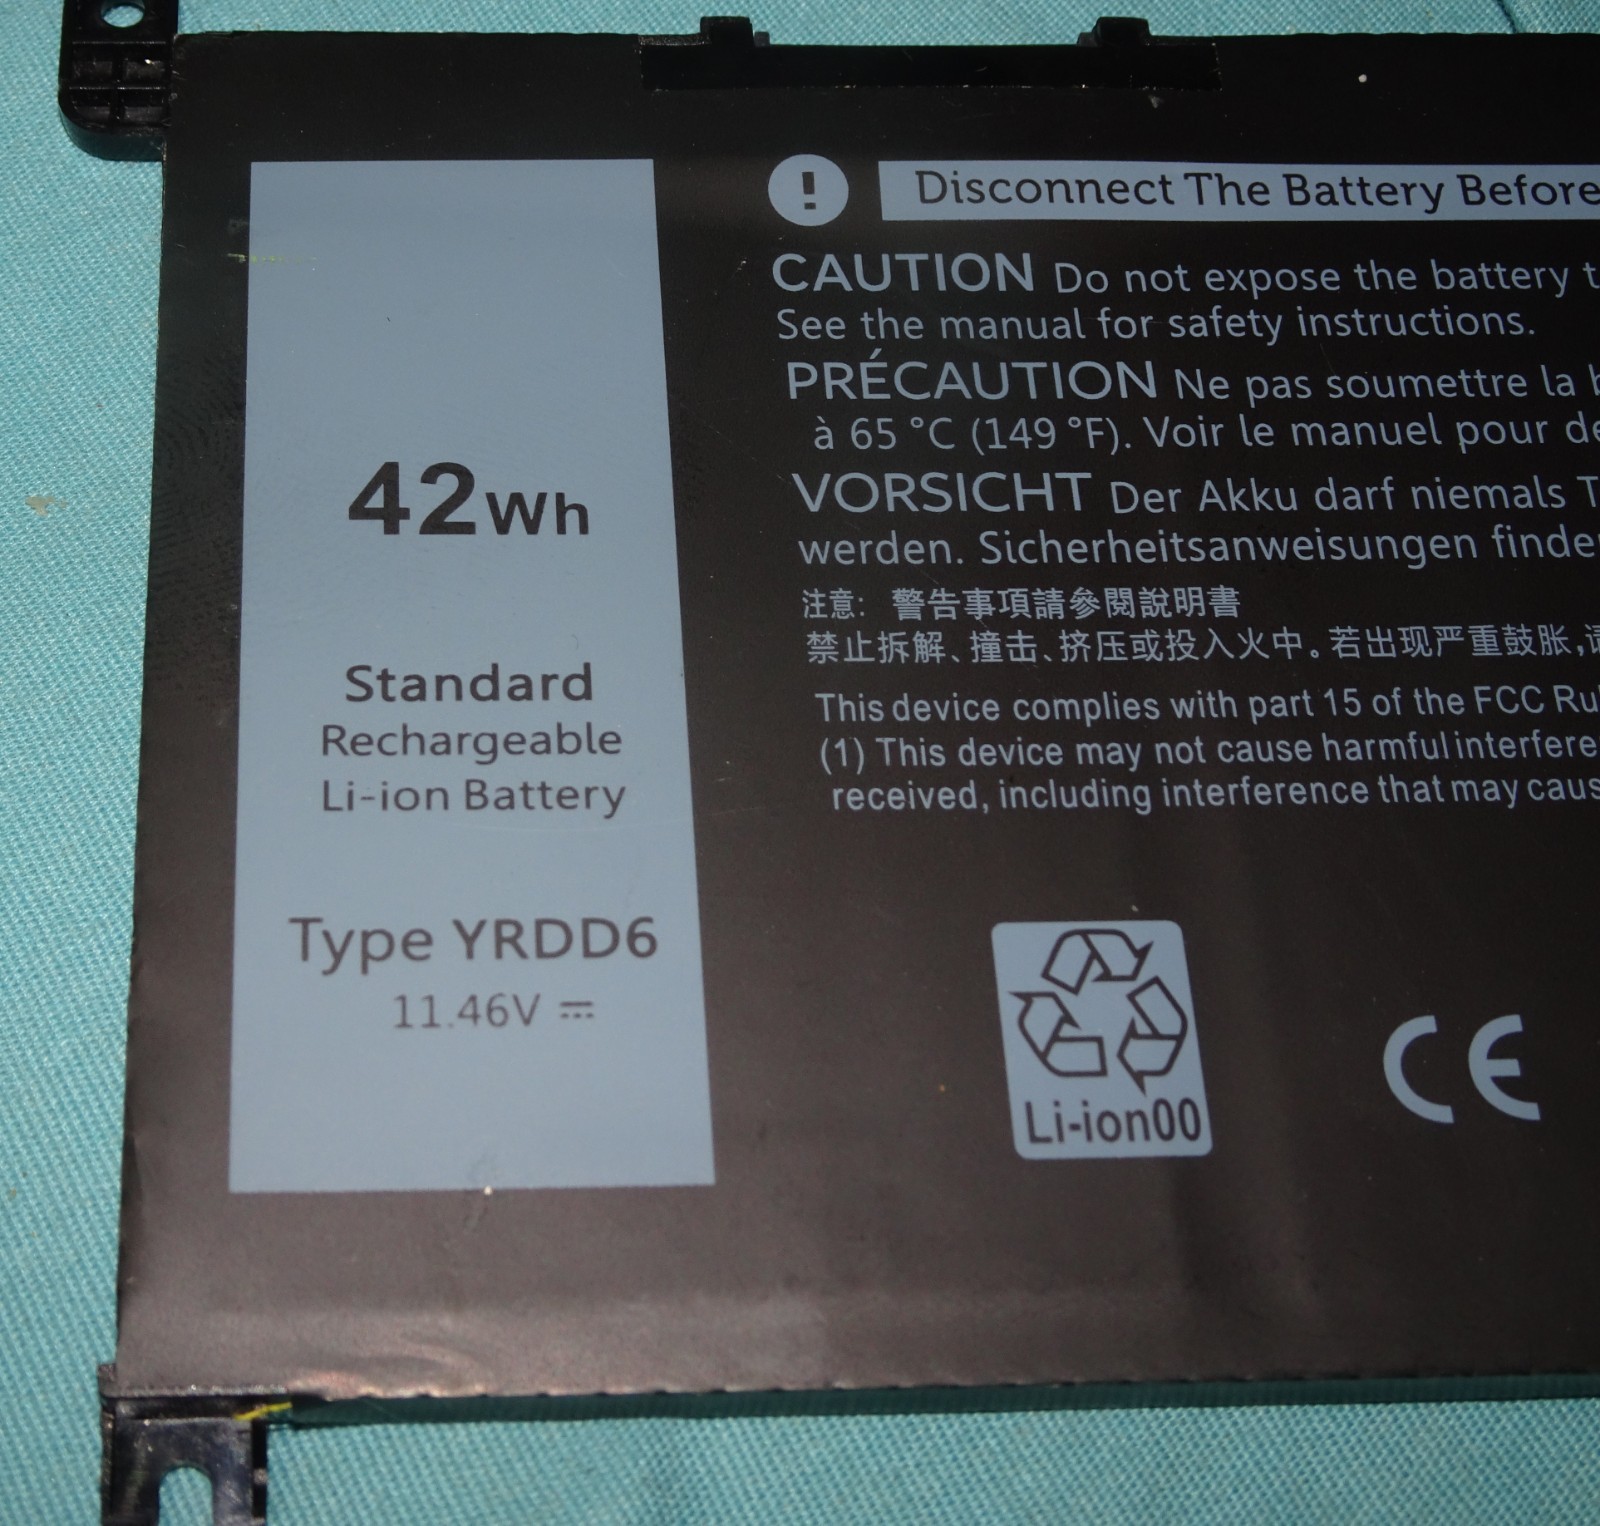 42Wh
Standard
Rechargeable
Li-ion Battery
Type YRDD6
11.46V
! Disconnect The Battery Before
CAUTION Do not expose the battery t
See the manual for safety instructions.
PRÉCAUTION Ne pas soumettre la b
à 65 °C (149 °F). Voir le manuel pour de
VORSICHT Der Akku darf niemals T
werden. Sicherheitsanweisungen finde
注意: 警告事項請參閱說明書
禁止拆解、撞击、挤压或投入火中。若出现严重鼓胀,请
This device complies with part 15 of the FCC Ru
(1) This device may not cause harmful interfere
received, including interference that may caus
Li-ion00
CE